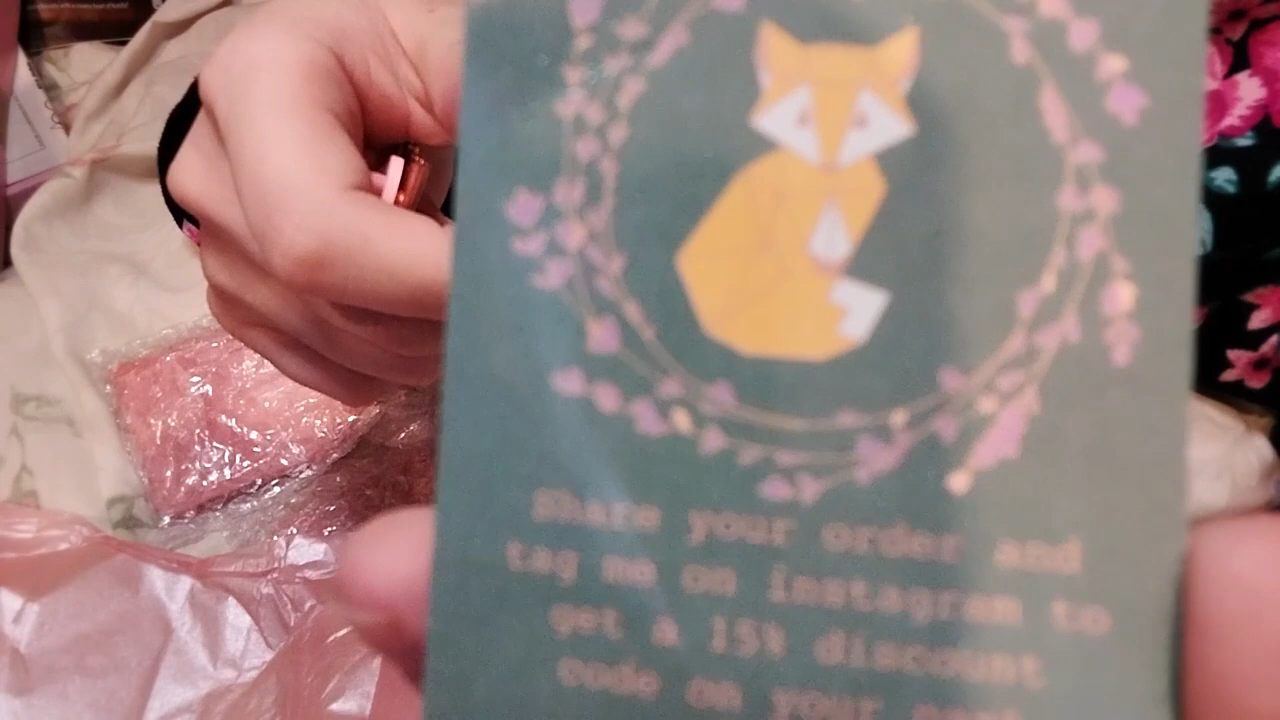 Share your order and
tag me on instagram to
get a 15% discount
code on your next